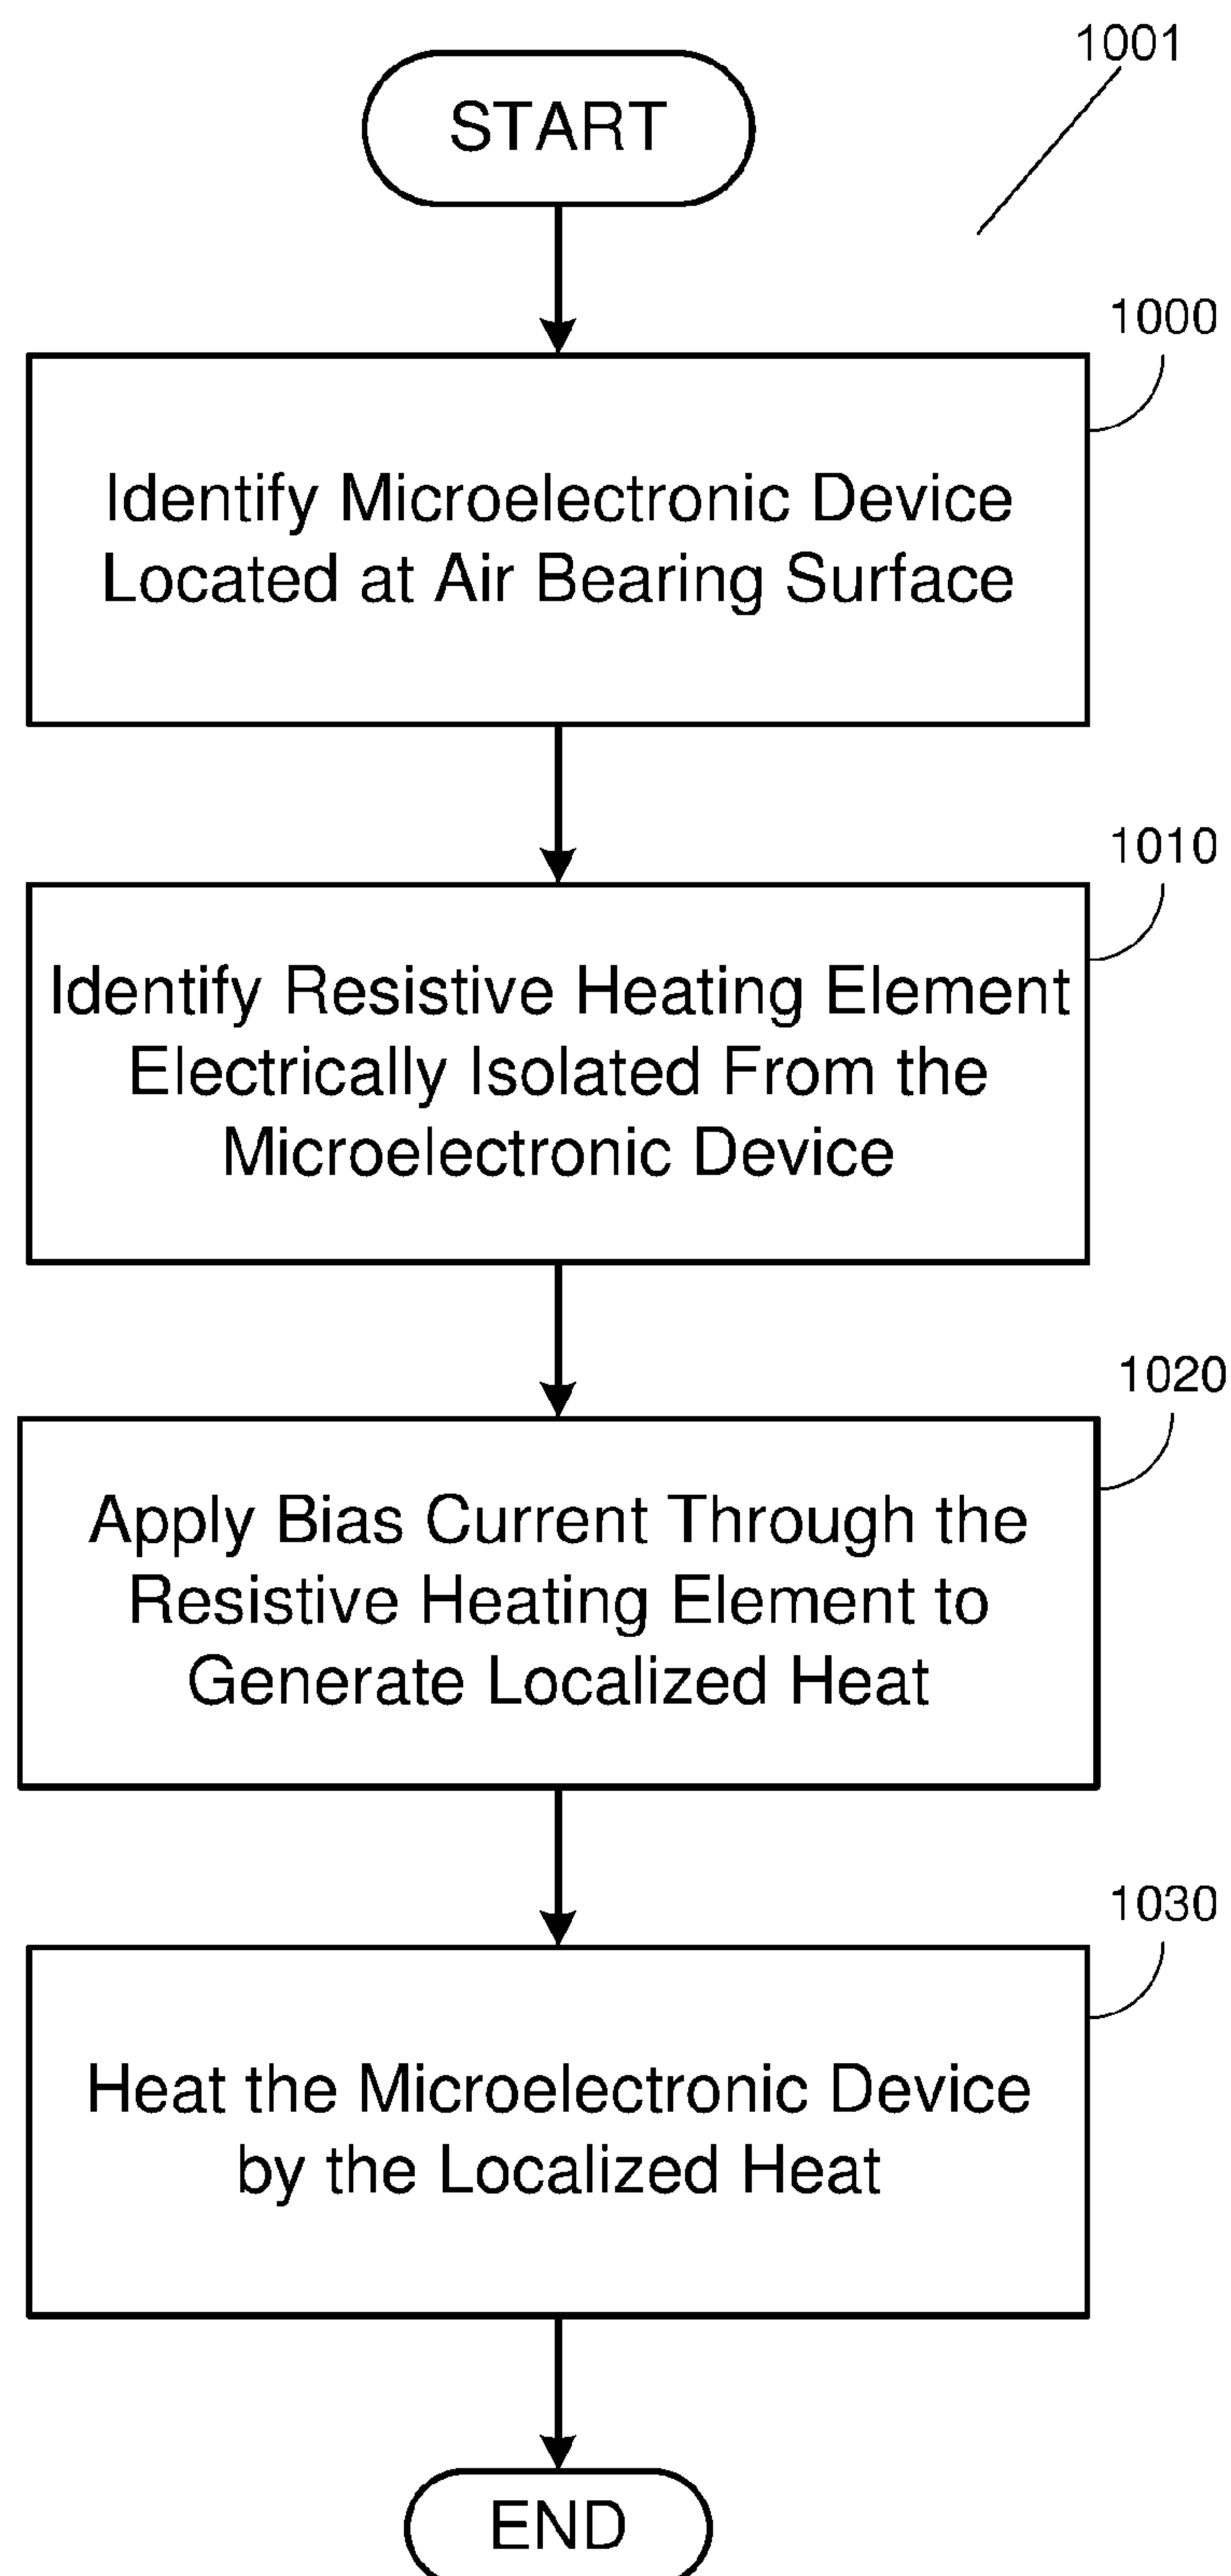 1001
START
1000
Identify Microelectronic Device
Located at Air Bearing Surface
1010
Identify Resistive Heating Element
Electrically Isolated From the
Microelectronic Device
1020
Apply Bias Current Through the
Resistive Heating Element to
Generate Localized Heat
1030
Heat the Microelectronic Device
by the Localized Heat
END